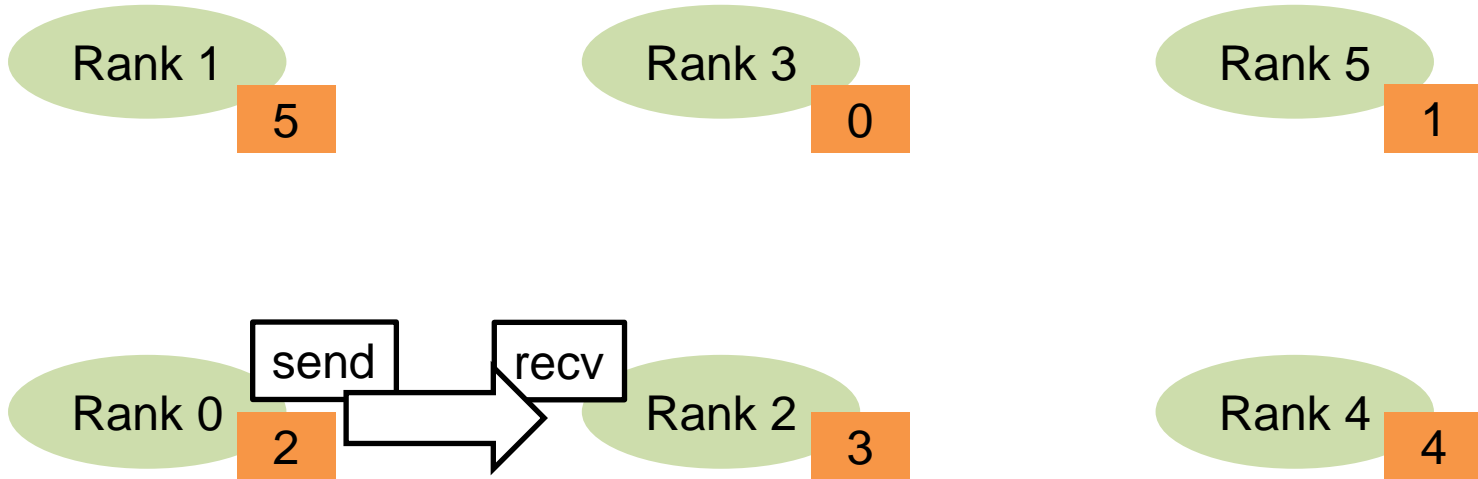 Rank 1
5
Rank 3
0
Rank 5
1
send
recv
Rank 0
2
Rank 2
3
Rank 4
4